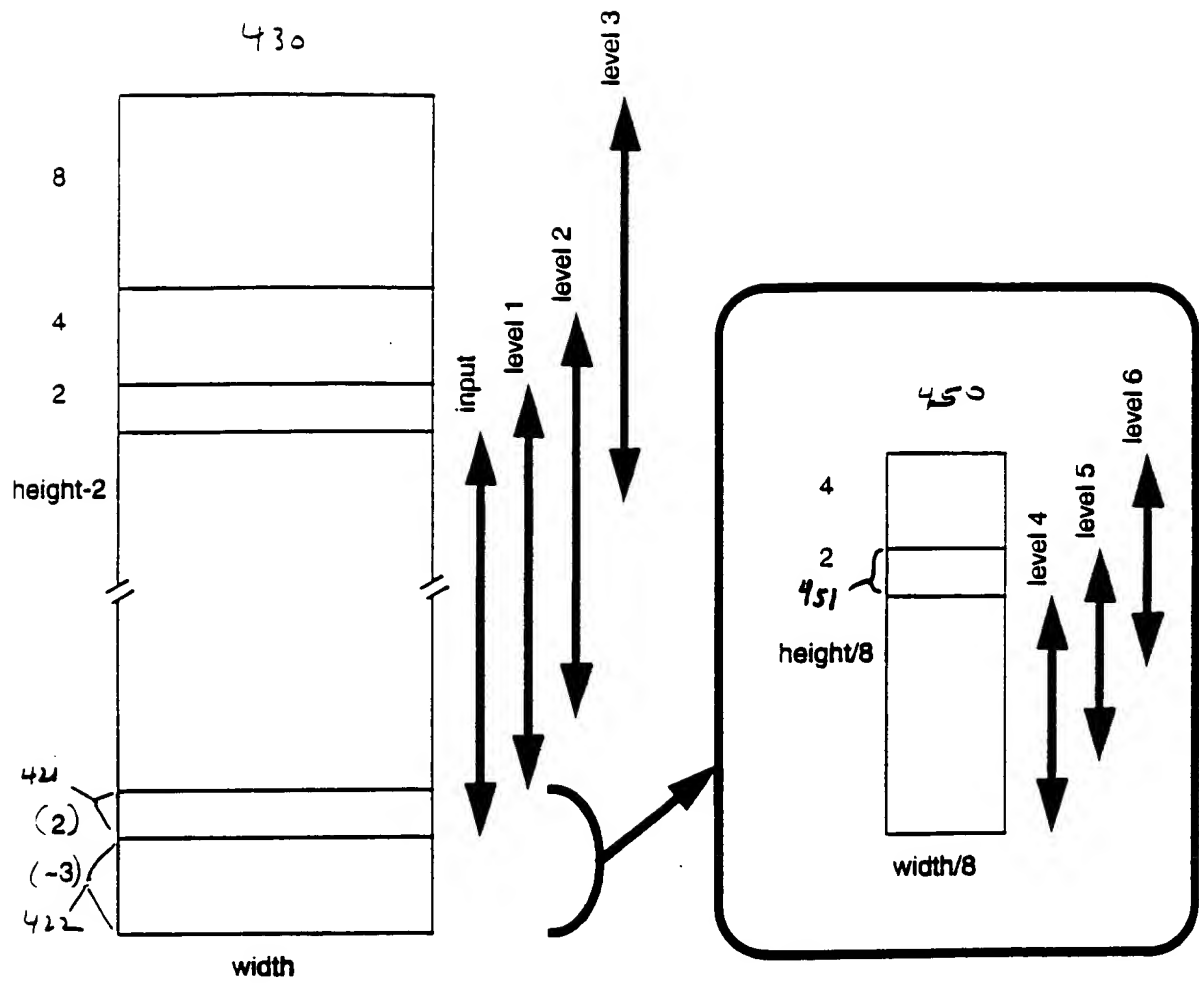 430
8
4
2
height-2
421
(2)
(~3)
422
width
input
level 1
level 2
level 3
450
4
2
451
height/8
width/8
level 4
level 5
level 6